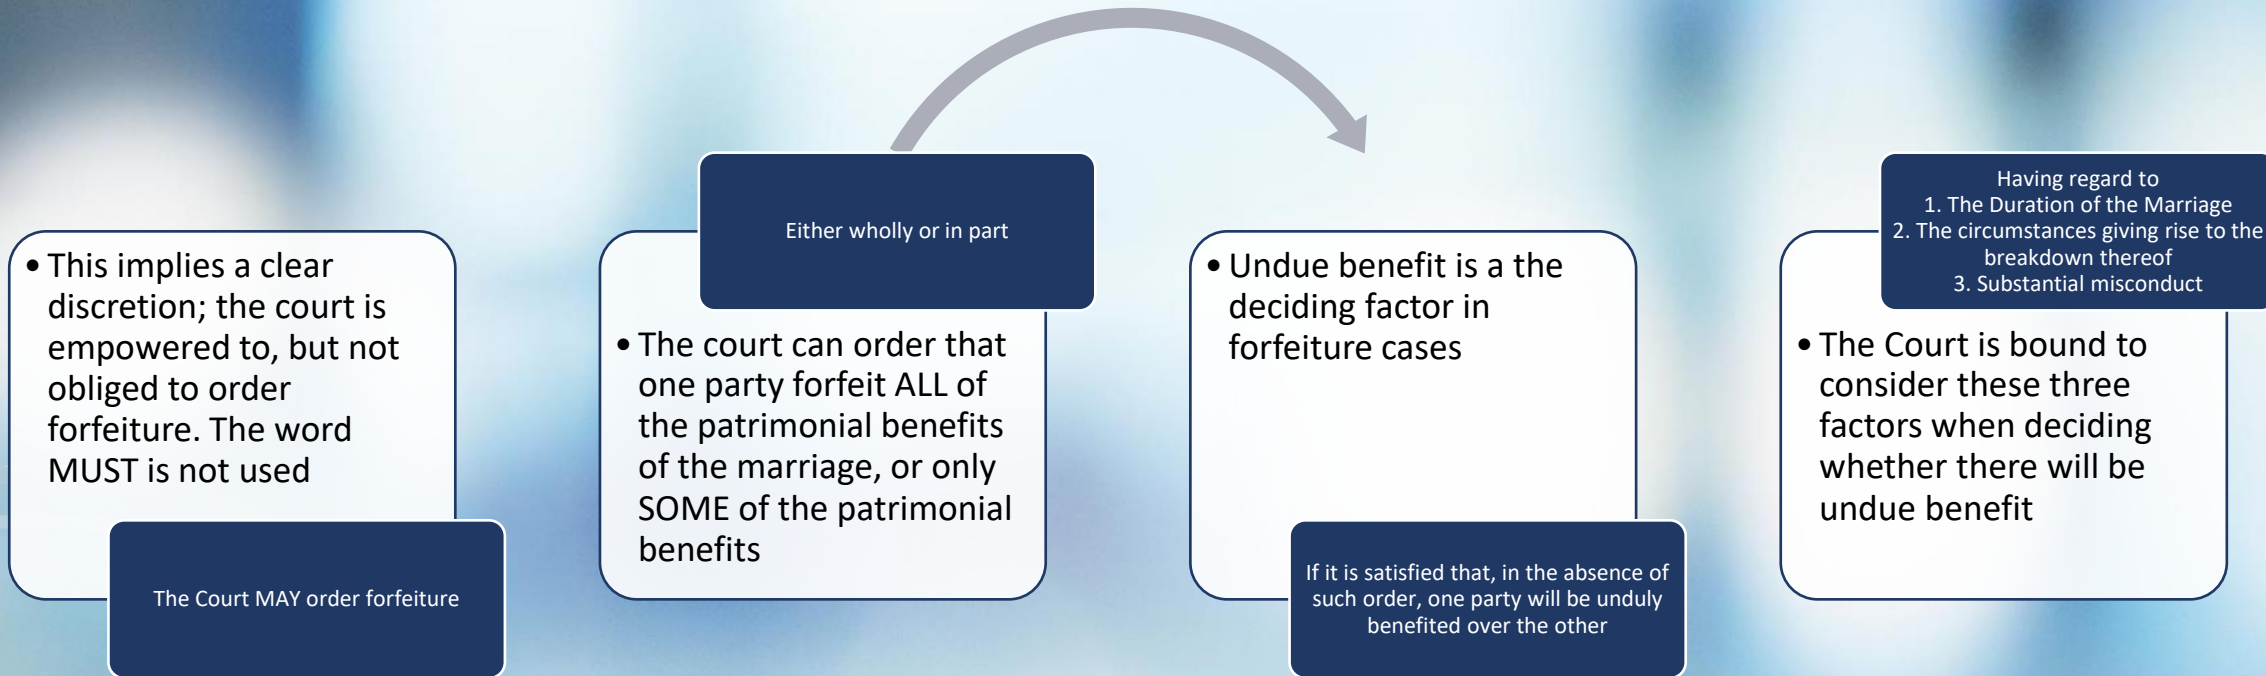 • This implies a clear
discretion; the court is
empowered to, but not
obliged to order
forfeiture. The word
MUST is not used
The Court MAY order forfeiture
Either wholly or in part
• The court can order that
one party forfeit ALL of
the patrimonial benefits
of the marriage, or only
SOME of the patrimonial
benefits
• Undue benefit is a the
deciding factor in
forfeiture cases
If it is satisfied that, in the absence of
such order, one party will be unduly
benefited over the other
Having regard to
1. The Duration of the Marriage
2. The circumstances giving rise to the
breakdown thereof
3. Substantial misconduct
• The Court is bound to
consider these three
factors when deciding
whether there will be
undue benefit